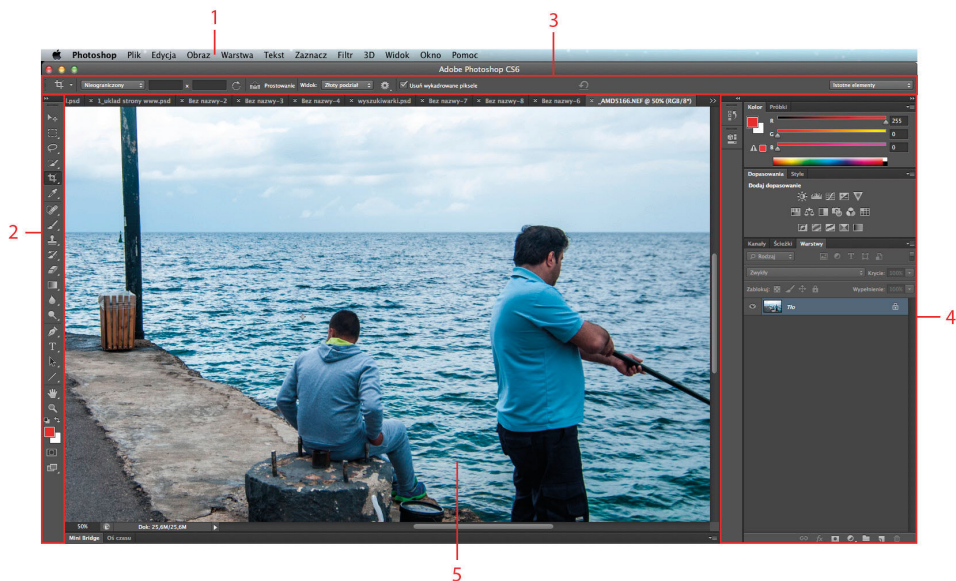 1
3
Photoshop Plik Edycja Obraz Warstwa Tekst Zaznacz Filtr 3D Widok Okno Pomoc
Adobe Photoshop CS6
Nieograniczony x Prostowanie Widok: Złoty podział Usuń wykadrowane piksele Istotne elementy
l.psd × 1_uklad strony www.psd × Bez nazwy-2 × Bez nazwy-3 × Bez nazwy-4 × wyszukiwarki.psd × Bez nazwy-7 × Bez nazwy-8 × Bez nazwy-6 × _AMD5166.NEF @ 50% (RGB/8*)
Kolor Próbki
R 255
G 0
B 0
Dopasowania Style
Dodaj dopasowanie
2
Kanały Ścieżki Warstwy
Rodzaj
Zwykły Krycie: 100%
Zablokuj: Wypełnienie: 100%
Tło
4
50% Dok: 25,6M/25,6M
Mini Bridge Oś czasu
5